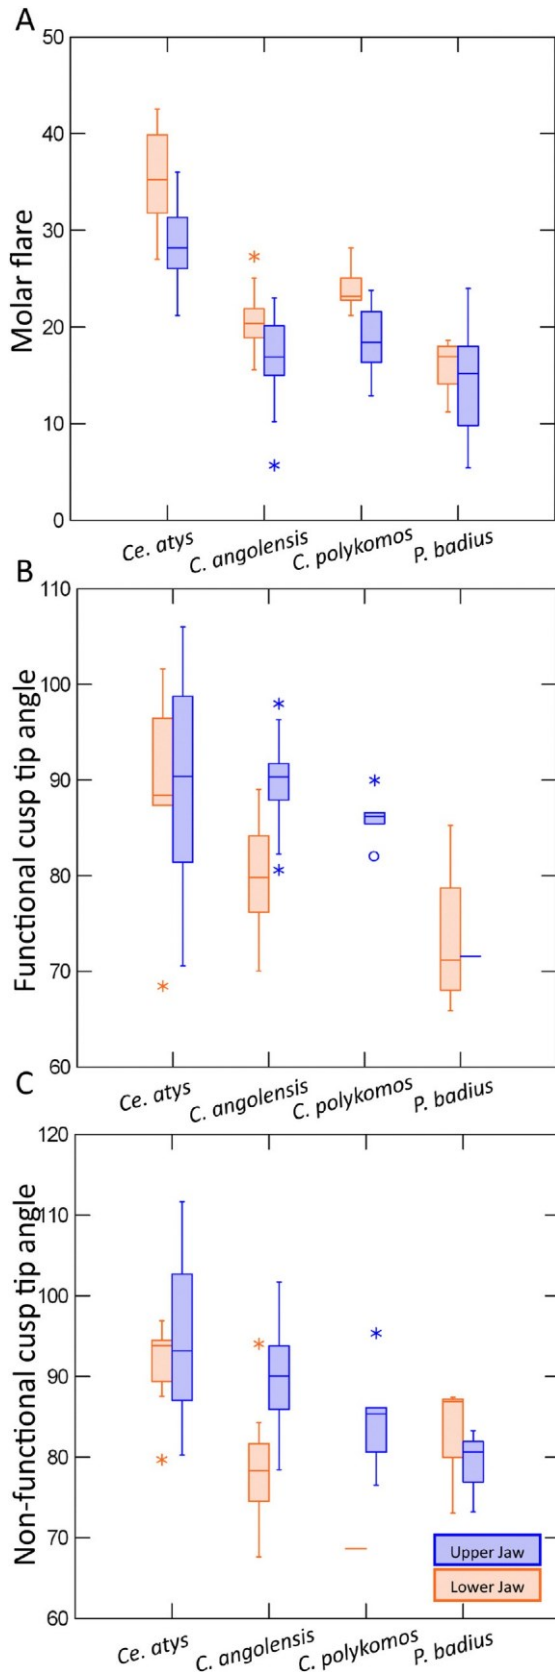 A
50
40
30
20
10
0
Molar flare
Ce. atys
C. angolensis
C. polykomos
P. badius
B
110
100
90
80
70
60
Functional cusp tip angle
Ce. atys
C. angolensis
C. polykomos
P. badius
C
120
110
100
90
80
70
60
Non-functional cusp tip angle
Upper Jaw
Lower Jaw
Ce. atys
C. angolensis
C. polykomos
P. badius